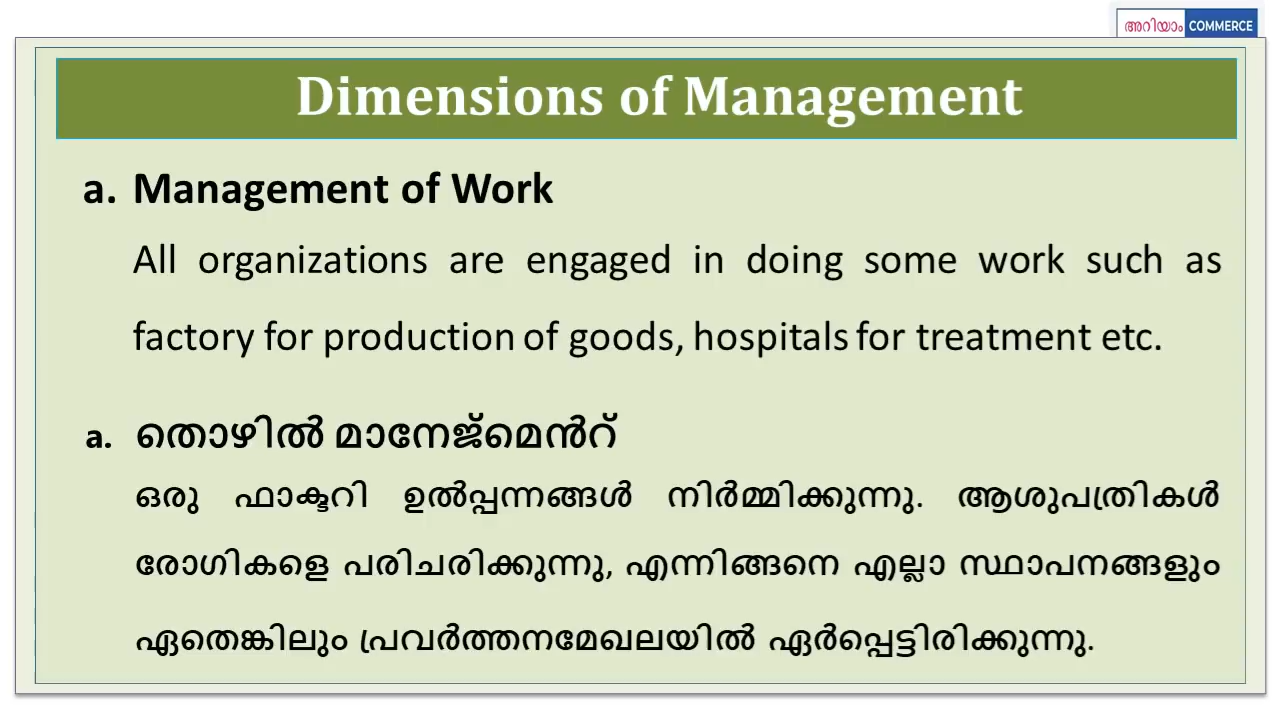 അറിയാം COMMERCE
Dimensions of Management
a. Management of Work
All organizations are engaged in doing some work such as
factory for production of goods, hospitals for treatment etc.
a. തൊഴിൽ മാനേജ്മെൻറ്
ഒരു ഫാക്ടറി ഉൽപ്പന്നങ്ങൾ നിർമ്മിക്കുന്നു. ആശുപത്രികൾ
രോഗികളെ പരിചരിക്കുന്നു, എന്നിങ്ങനെ എല്ലാ സ്ഥാപനങ്ങളും
ഏതെങ്കിലും പ്രവർത്തനമേഖലയിൽ ഏർപ്പെട്ടിരിക്കുന്നു.